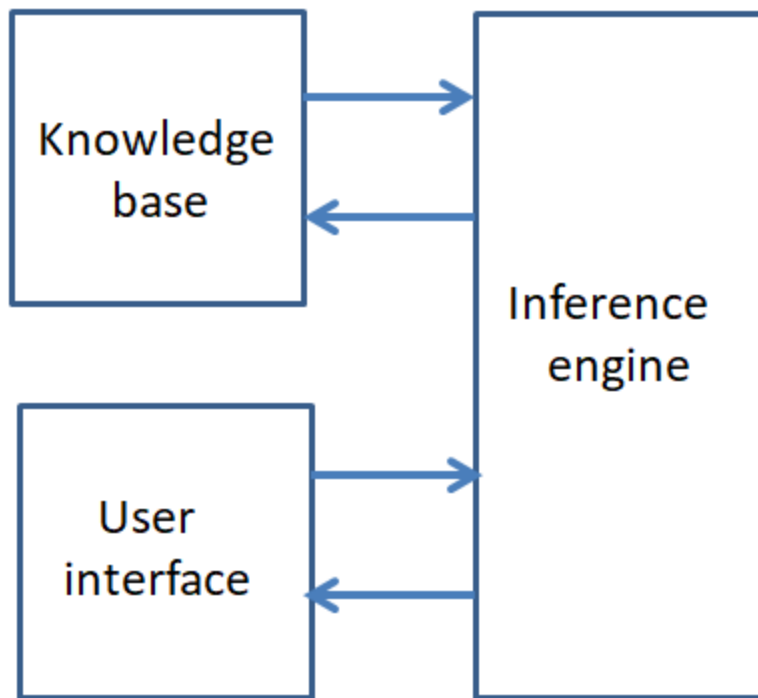 Knowledge
base
Inference
engine
User
interface